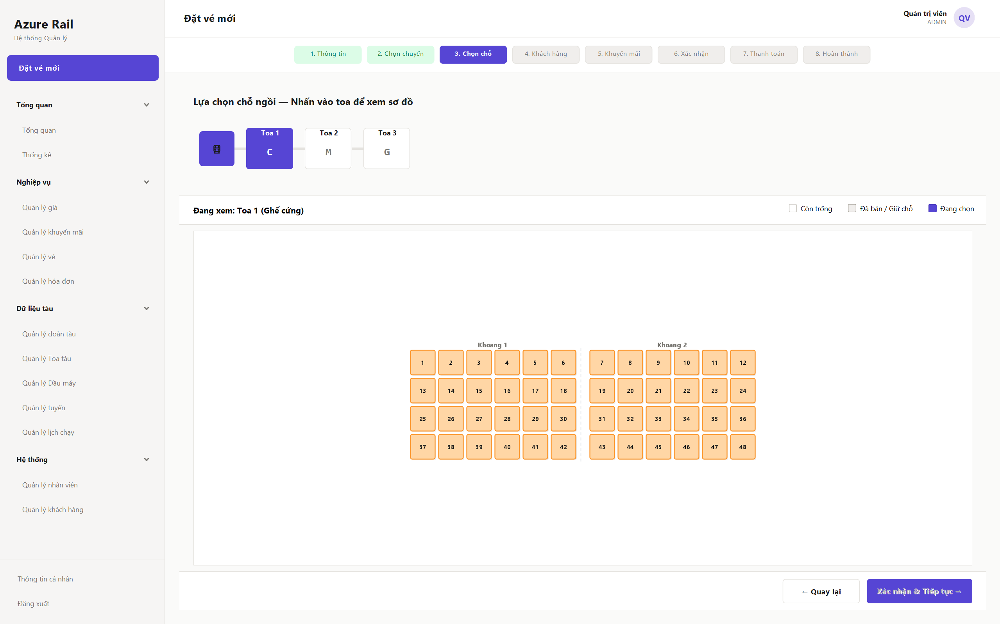 Azure Rail
Hệ thống Quản lý
Đặt vé mới
Tổng quan
Tổng quan
Thống kê
Nghiệp vụ
Quản lý giá
Quản lý khuyến mãi
Quản lý vé
Quản lý hóa đơn
Dữ liệu tàu
Quản lý đoàn tàu
Quản lý Toa tàu
Quản lý Đầu máy
Quản lý tuyến
Quản lý lịch chạy
Hệ thống
Quản lý nhân viên
Quản lý khách hàng
Thông tin cá nhân
Đăng xuất
Đặt vé mới
Quản trị viên
ADMIN
QV
1. Thông tin 2. Chọn chuyến 3. Chọn chỗ 4. Khách hàng 5. Khuyến mãi 6. Xác nhận 7. Thanh toán 8. Hoàn thành
Lựa chọn chỗ ngồi — Nhấn vào toa để xem sơ đồ
Toa 1 Toa 2 Toa 3
C M G
Đang xem: Toa 1 (Ghế cứng)
Còn trống Đã bán / Giữ chỗ Đang chọn
Khoang 1 Khoang 2
1 2 3 4 5 6 7 8 9 10 11 12
13 14 15 16 17 18 19 20 21 22 23 24
25 26 27 28 29 30 31 32 33 34 35 36
37 38 39 40 41 42 43 44 45 46 47 48
← Quay lại Xác nhận & Tiếp tục →